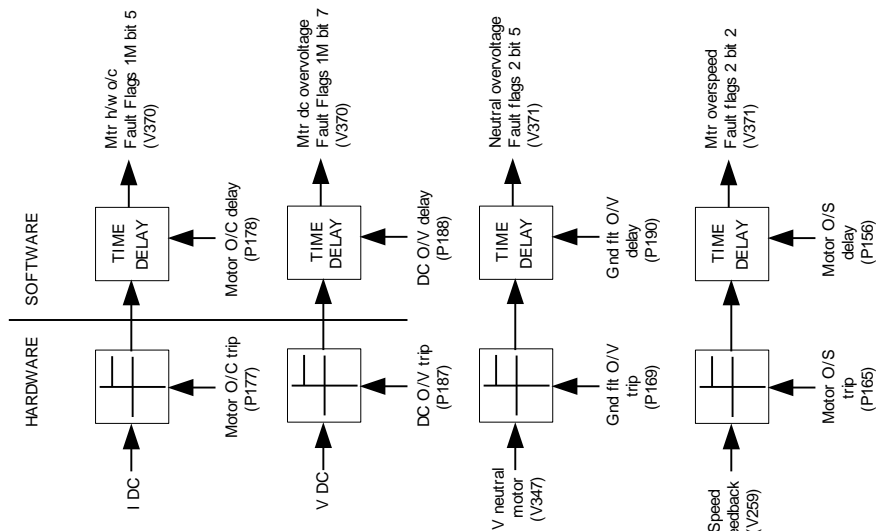 HARDWARE
SOFTWARE
I DC
Motor O/C trip
(P177)
TIME
DELAY
Motor O/C delay
(P178)
Mtr h/w o/c
Fault Flags 1M bit 5
(V370)
V DC
DC O/V trip
(P187)
TIME
DELAY
DC O/V delay
(P188)
Mtr dc overvoltage
Fault Flags 1M bit 7
(V370)
V neutral
motor
(V347)
Gnd flt O/V
trip
(P169)
TIME
DELAY
Gnd flt O/V
delay
(P190)
Neutral overvoltage
Fault flags 2 bit 5
(V371)
Speed
eedback
(V259)
Motor O/S
trip
(P165)
TIME
DELAY
Motor O/S
delay
(P156)
Mtr overspeed
Fault flags 2 bit 2
(V371)